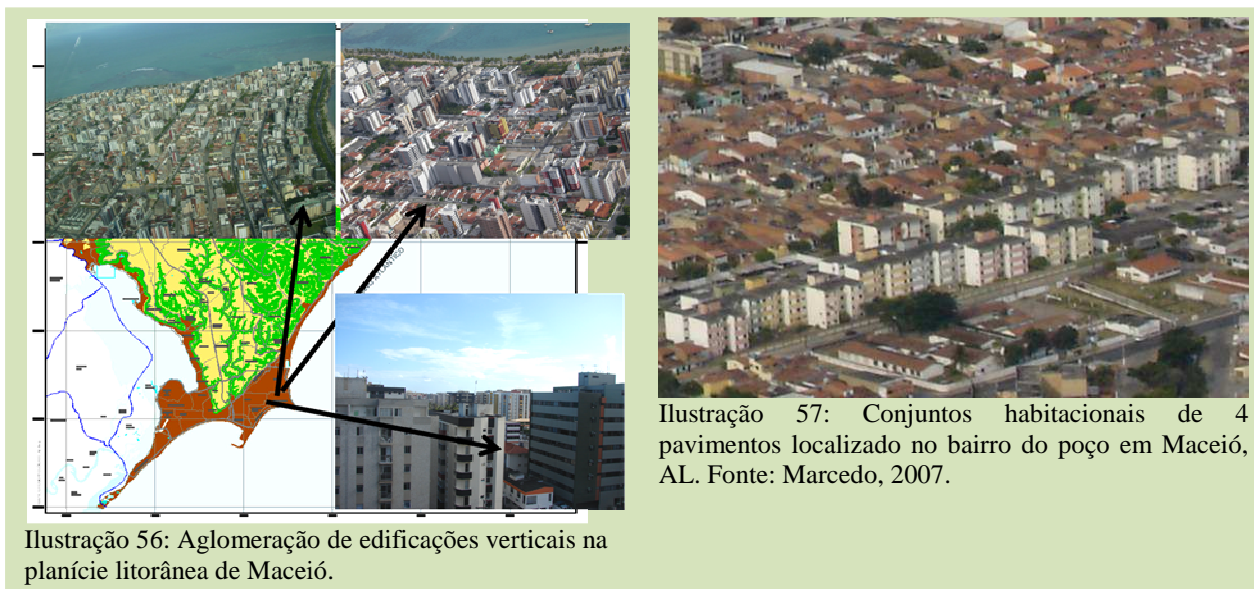 Ilustração 56: Aglomeração de edificações verticais na
planície litorânea de Maceió.
Ilustração 57: Conjuntos habitacionais de 4
pavimentos localizado no bairro do poço em Maceió,
AL. Fonte: Marcedo, 2007.